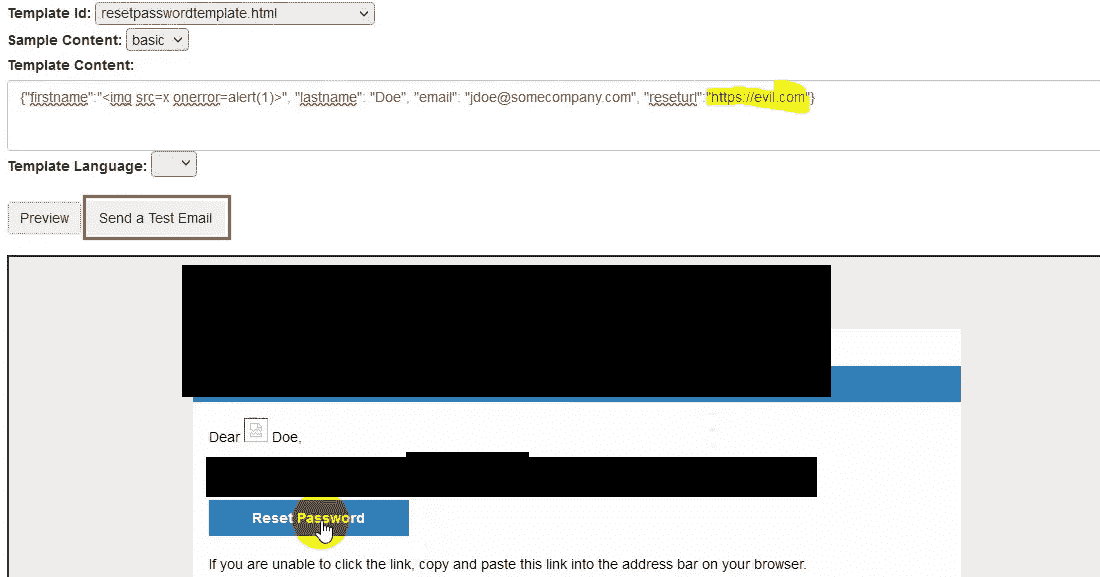 Template Id: resetpasswordtemplate.html
Sample Content: basic
Template Content:
{"firstname":"<img src=x onerror=alert(1)>", "lastname": "Doe", "email": "jdoe@somecompany.com", "reseturl":"https://evil.com"}
Template Language:
Preview Send a Test Email
Dear Doe,
Reset Password
If you are unable to click the link, copy and paste this link into the address bar on your browser.